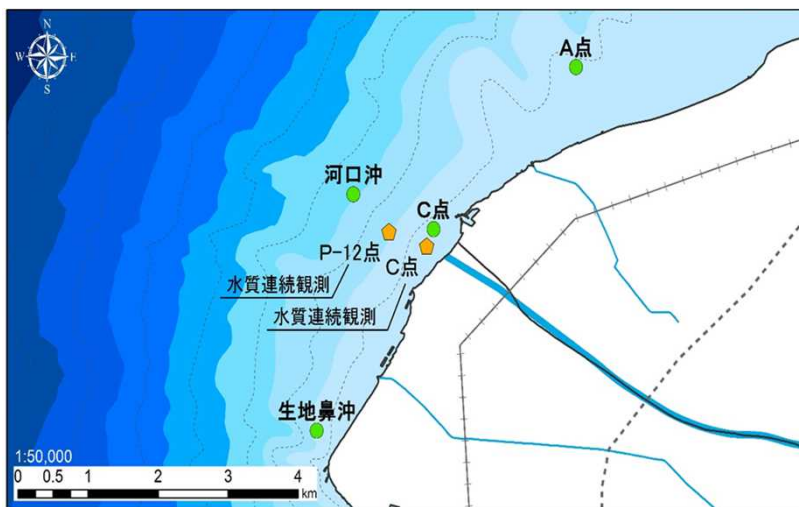 N
W E
S
A点
河口沖
C点
P-12点
C点
水質連続観測
水質連続観測
生地鼻沖
1:50,000
0 0.5 1 2 3 4
km